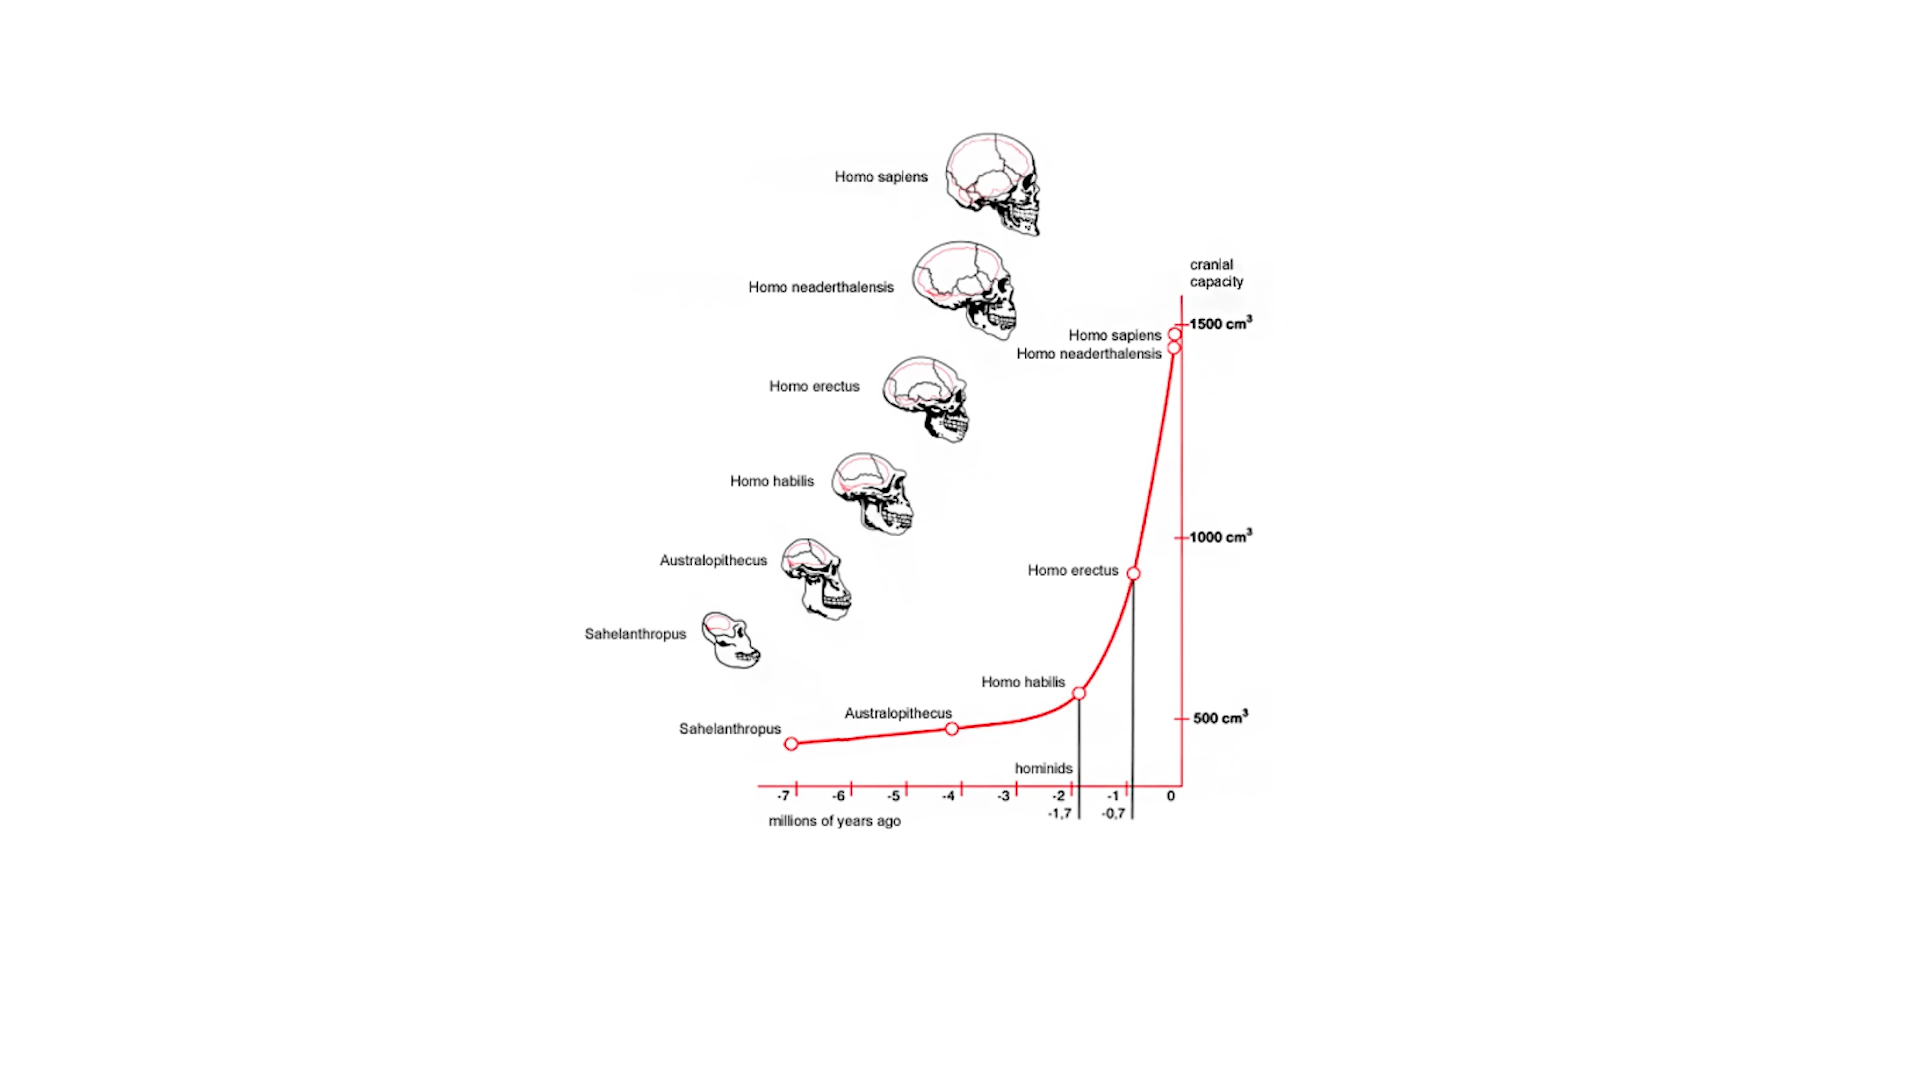 Homo sapiens
Homo neaderthalensis
Homo erectus
Homo habilis
Australopithecus
Sahelanthropus
cranial
capacity
1500 cm³
Homo sapiens
Homo neaderthalensis
1000 cm³
Homo erectus
Homo habilis
500 cm³
Australopithecus
Sahelanthropus
hominids
-7 -6 -5 -4 -3 -2 -1 0
-1,7 -0,7
millions of years ago